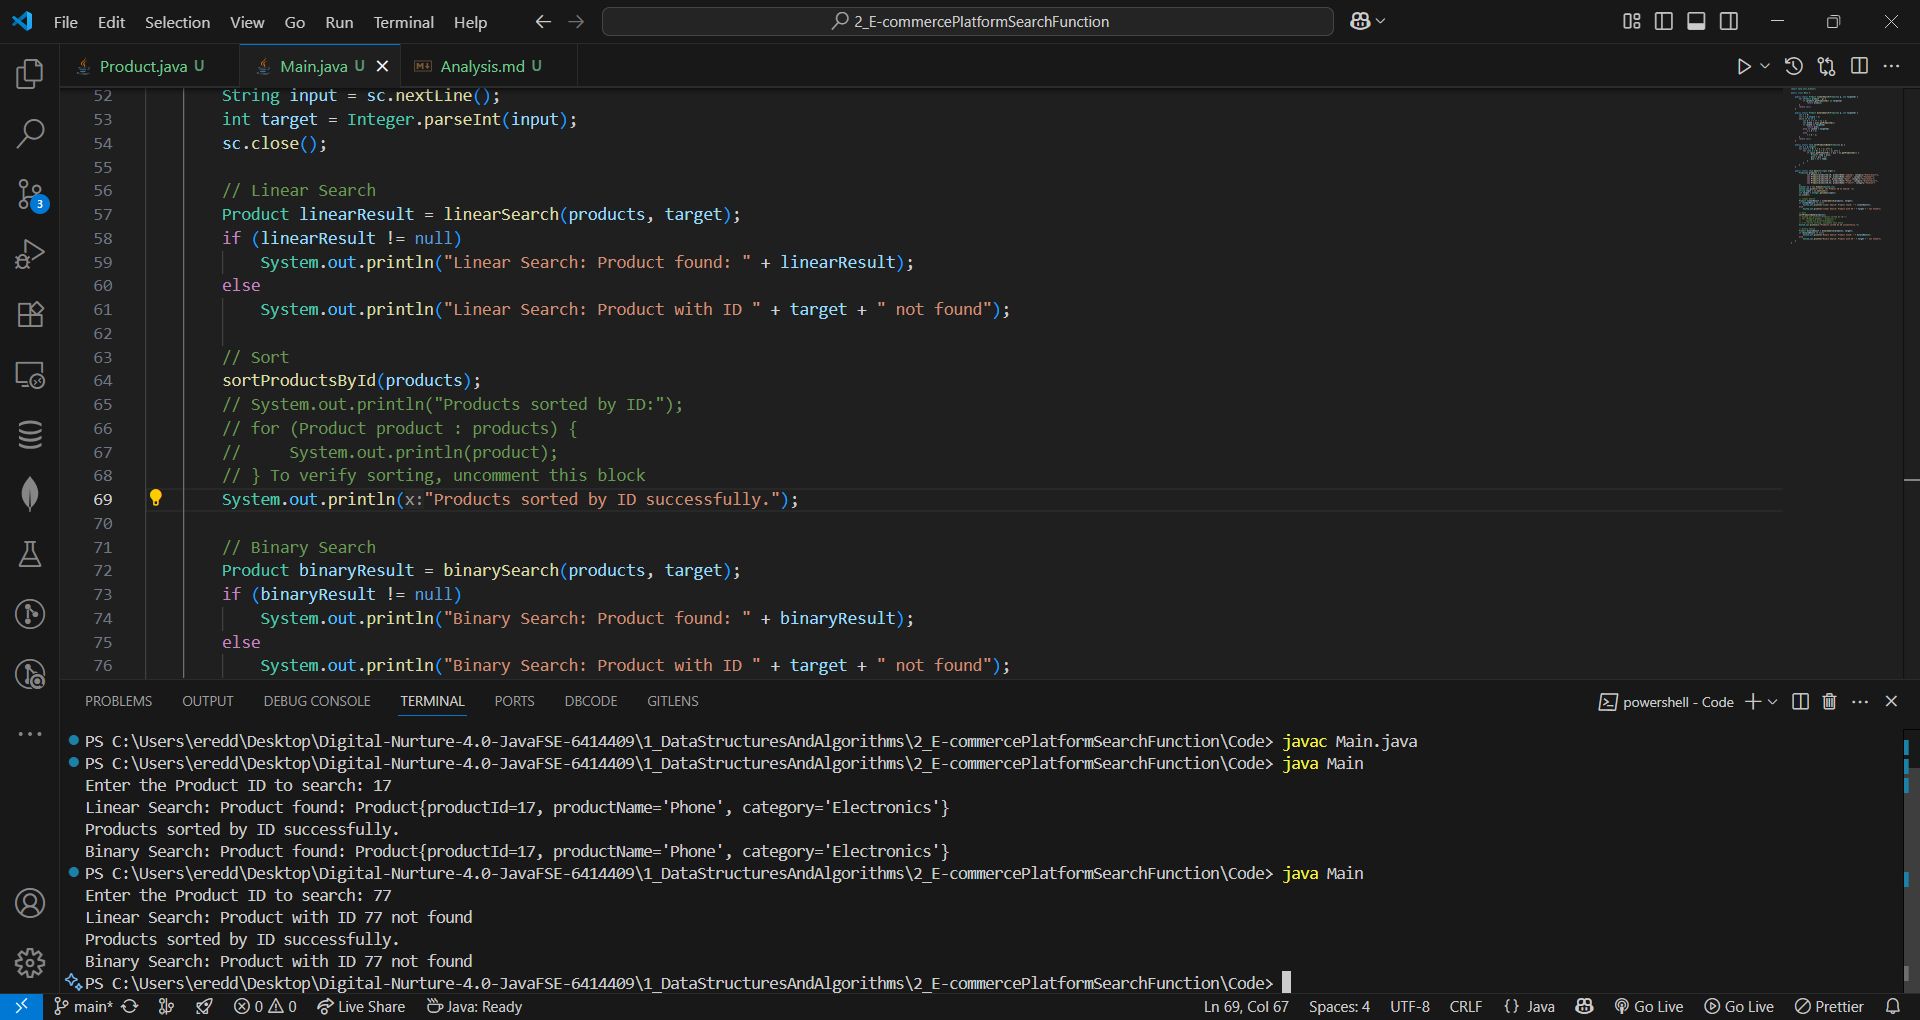 File Edit Selection View Go Run Terminal Help 2_E-commercePlatformSearchFunction
Product.java U Main.java U Analysis.md U
52 String input = sc.nextLine();
53 int target = Integer.parseInt(input);
54 sc.close();
55
56 // Linear Search
57 Product linearResult = linearSearch(products, target);
58 if (linearResult != null)
59 System.out.println("Linear Search: Product found: " + linearResult);
60 else
61 System.out.println("Linear Search: Product with ID " + target + " not found");
62
63 // Sort
64 sortProductsById(products);
65 // System.out.println("Products sorted by ID:");
66 // for (Product product : products) {
67 //     System.out.println(product);
68 // } To verify sorting, uncomment this block
69 System.out.println(x:"Products sorted by ID successfully.");
70
71 // Binary Search
72 Product binaryResult = binarySearch(products, target);
73 if (binaryResult != null)
74 System.out.println("Binary Search: Product found: " + binaryResult);
75 else
76 System.out.println("Binary Search: Product with ID " + target + " not found");
3
PROBLEMS OUTPUT DEBUG CONSOLE TERMINAL PORTS DBCODE GITLENS powershell - Code
PS C:\Users\eredd\Desktop\Digital-Nurture-4.0-JavaFSE-6414409\1_DataStructuresAndAlgorithms\2_E-commercePlatformSearchFunction\Code> javac Main.java
PS C:\Users\eredd\Desktop\Digital-Nurture-4.0-JavaFSE-6414409\1_DataStructuresAndAlgorithms\2_E-commercePlatformSearchFunction\Code> java Main
Enter the Product ID to search: 17
Linear Search: Product found: Product{productId=17, productName='Phone', category='Electronics'}
Products sorted by ID successfully.
Binary Search: Product found: Product{productId=17, productName='Phone', category='Electronics'}
PS C:\Users\eredd\Desktop\Digital-Nurture-4.0-JavaFSE-6414409\1_DataStructuresAndAlgorithms\2_E-commercePlatformSearchFunction\Code> java Main
Enter the Product ID to search: 77
Linear Search: Product with ID 77 not found
Products sorted by ID successfully.
Binary Search: Product with ID 77 not found
PS C:\Users\eredd\Desktop\Digital-Nurture-4.0-JavaFSE-6414409\1_DataStructuresAndAlgorithms\2_E-commercePlatformSearchFunction\Code>
main* 0 0 Live Share Java: Ready Ln 69, Col 67 Spaces: 4 UTF-8 CRLF {} Java Go Live Go Live Prettier